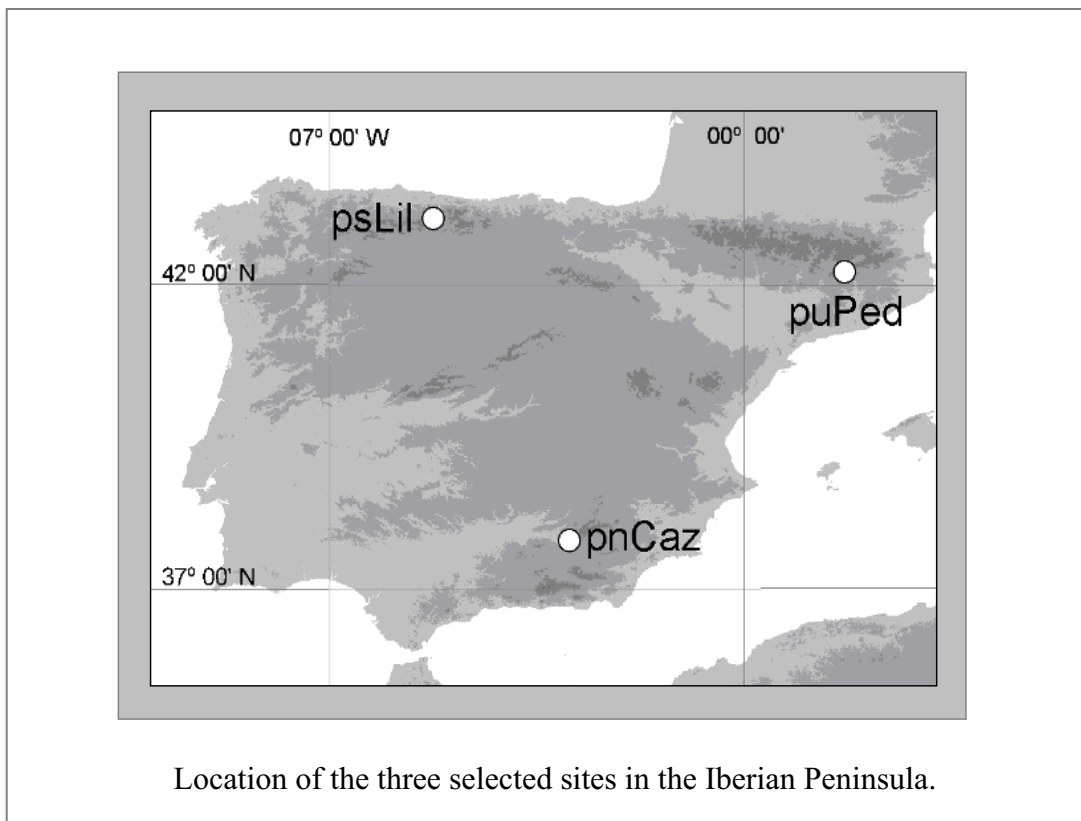 07º 00' W
00º 00'
psLil
42º 00' N
puPed
pnCaz
37º 00' N
Location of the three selected sites in the Iberian Peninsula.